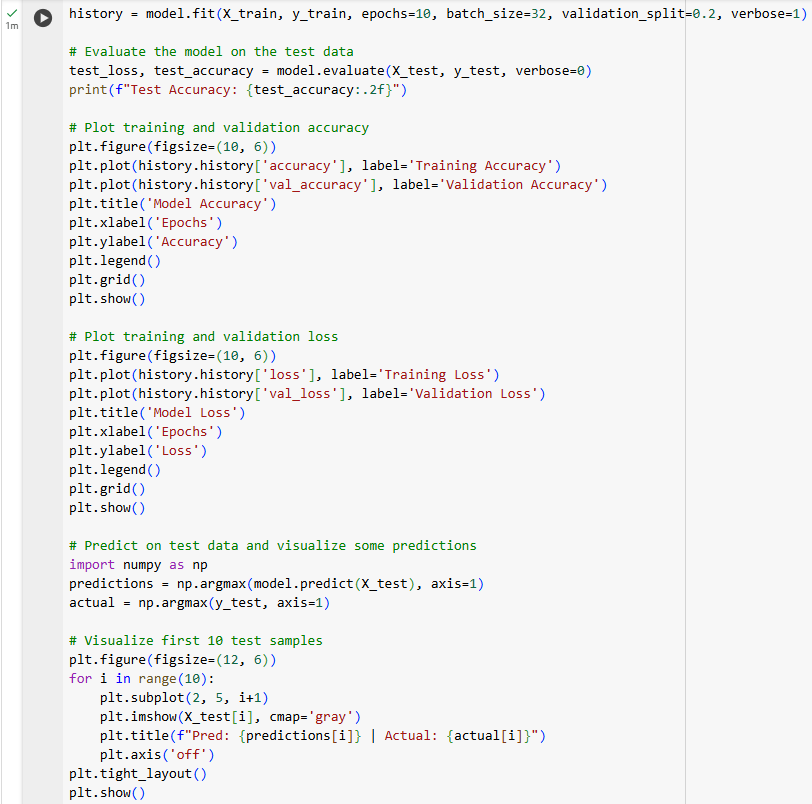 history = model.fit(X_train, y_train, epochs=10, batch_size=32, validation_split=0.2, verbose=1)
1m
# Evaluate the model on the test data
test_loss, test_accuracy = model.evaluate(X_test, y_test, verbose=0)
print(f"Test Accuracy: {test_accuracy:.2f}")

# Plot training and validation accuracy
plt.figure(figsize=(10, 6))
plt.plot(history.history['accuracy'], label='Training Accuracy')
plt.plot(history.history['val_accuracy'], label='Validation Accuracy')
plt.title('Model Accuracy')
plt.xlabel('Epochs')
plt.ylabel('Accuracy')
plt.legend()
plt.grid()
plt.show()

# Plot training and validation loss
plt.figure(figsize=(10, 6))
plt.plot(history.history['loss'], label='Training Loss')
plt.plot(history.history['val_loss'], label='Validation Loss')
plt.title('Model Loss')
plt.xlabel('Epochs')
plt.ylabel('Loss')
plt.legend()
plt.grid()
plt.show()

# Predict on test data and visualize some predictions
import numpy as np
predictions = np.argmax(model.predict(X_test), axis=1)
actual = np.argmax(y_test, axis=1)

# Visualize first 10 test samples
plt.figure(figsize=(12, 6))
for i in range(10):
    plt.subplot(2, 5, i+1)
    plt.imshow(X_test[i], cmap='gray')
    plt.title(f"Pred: {predictions[i]} | Actual: {actual[i]}")
    plt.axis('off')
plt.tight_layout()
plt.show()